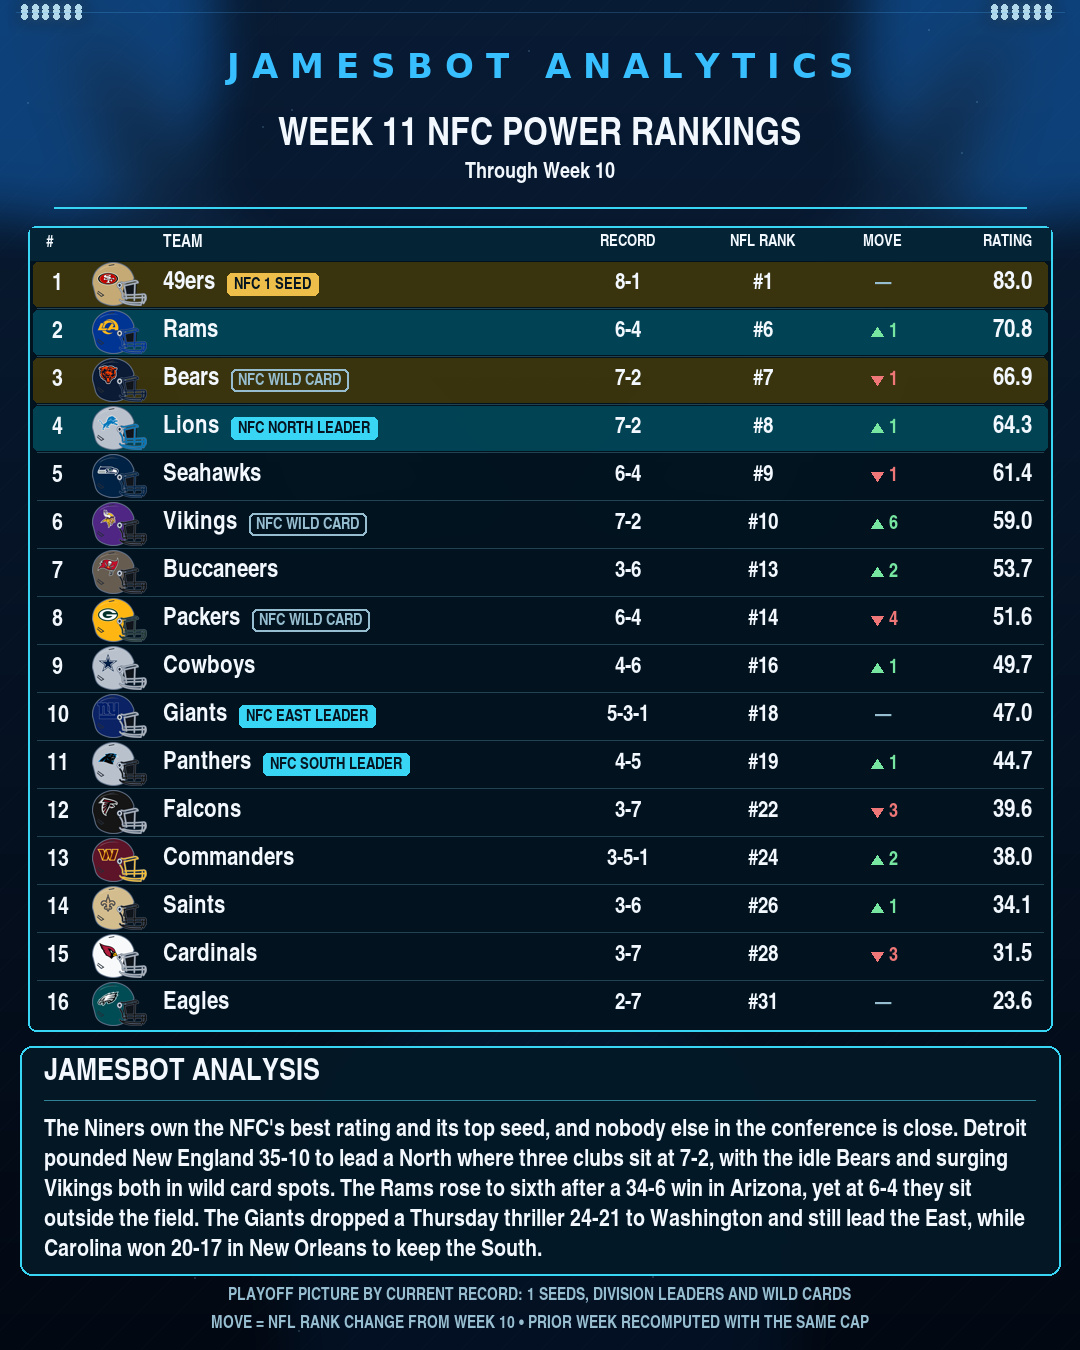 JAMESBOT ANALYTICS
WEEK 11 NFC POWER RANKINGS
Through Week 10
# TEAM RECORD NFL RANK MOVE RATING
1 49ers NFC 1 SEED 8-1 #1 — 83.0
2 Rams 6-4 #6 ▲ 1 70.8
3 Bears NFC WILD CARD 7-2 #7 ▼ 1 66.9
4 Lions NFC NORTH LEADER 7-2 #8 ▲ 1 64.3
5 Seahawks 6-4 #9 ▼ 1 61.4
6 Vikings NFC WILD CARD 7-2 #10 ▲ 6 59.0
7 Buccaneers 3-6 #13 ▲ 2 53.7
8 Packers NFC WILD CARD 6-4 #14 ▼ 4 51.6
9 Cowboys 4-6 #16 ▲ 1 49.7
10 Giants NFC EAST LEADER 5-3-1 #18 — 47.0
11 Panthers NFC SOUTH LEADER 4-5 #19 ▲ 1 44.7
12 Falcons 3-7 #22 ▼ 3 39.6
13 Commanders 3-5-1 #24 ▲ 2 38.0
14 Saints 3-6 #26 ▲ 1 34.1
15 Cardinals 3-7 #28 ▼ 3 31.5
16 Eagles 2-7 #31 — 23.6
JAMESBOT ANALYSIS
The Niners own the NFC's best rating and its top seed, and nobody else in the conference is close. Detroit
pounded New England 35-10 to lead a North where three clubs sit at 7-2, with the idle Bears and surging
Vikings both in wild card spots. The Rams rose to sixth after a 34-6 win in Arizona, yet at 6-4 they sit
outside the field. The Giants dropped a Thursday thriller 24-21 to Washington and still lead the East, while
Carolina won 20-17 in New Orleans to keep the South.
PLAYOFF PICTURE BY CURRENT RECORD: 1 SEEDS, DIVISION LEADERS AND WILD CARDS
MOVE = NFL RANK CHANGE FROM WEEK 10 • PRIOR WEEK RECOMPUTED WITH THE SAME CAP